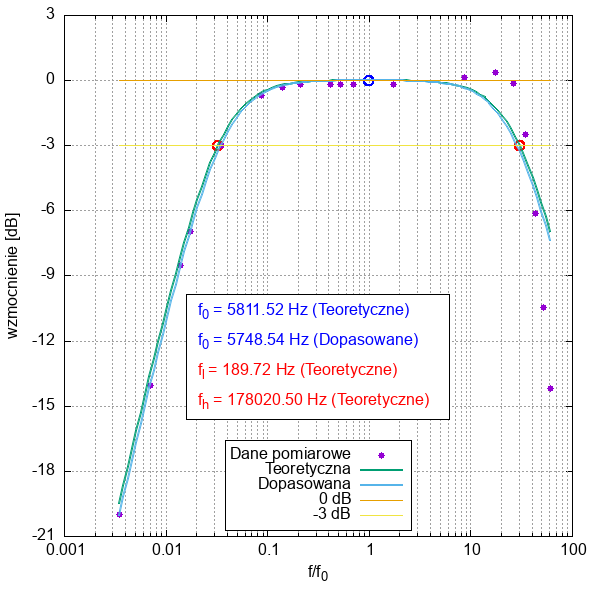 3
0
-3
-6
-9
-12
-15
-18
-21
wzmocnienie [dB]
f0 = 5811.52 Hz (Teoretyczne)
f0 = 5748.54 Hz (Dopasowane)
fl = 189.72 Hz (Teoretyczne)
fh = 178020.50 Hz (Teoretyczne)
Dane pomiarowe
Teoretyczna
Dopasowana
0 dB
-3 dB
0.001 0.01 0.1 1 10 100
f/f0